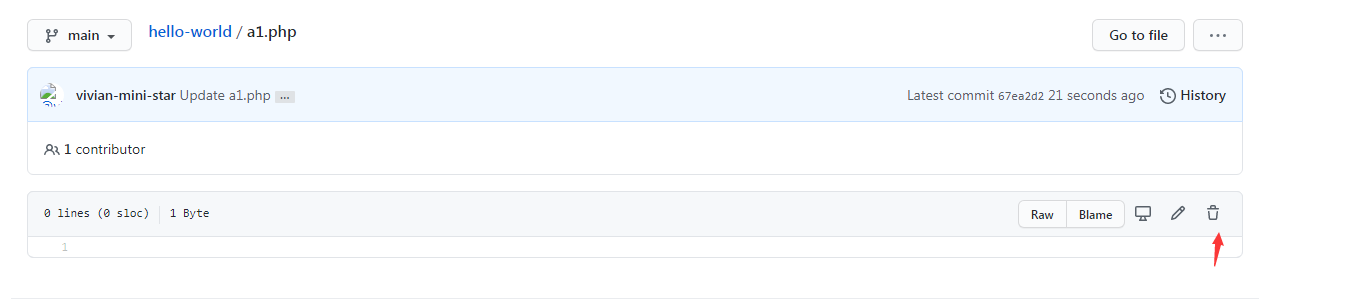 main hello-world / a1.php Go to file ...
vivian-mini-star Update a1.php ... Latest commit 67ea2d2 21 seconds ago History
1 contributor
0 lines (0 sloc) 1 Byte Raw Blame
1